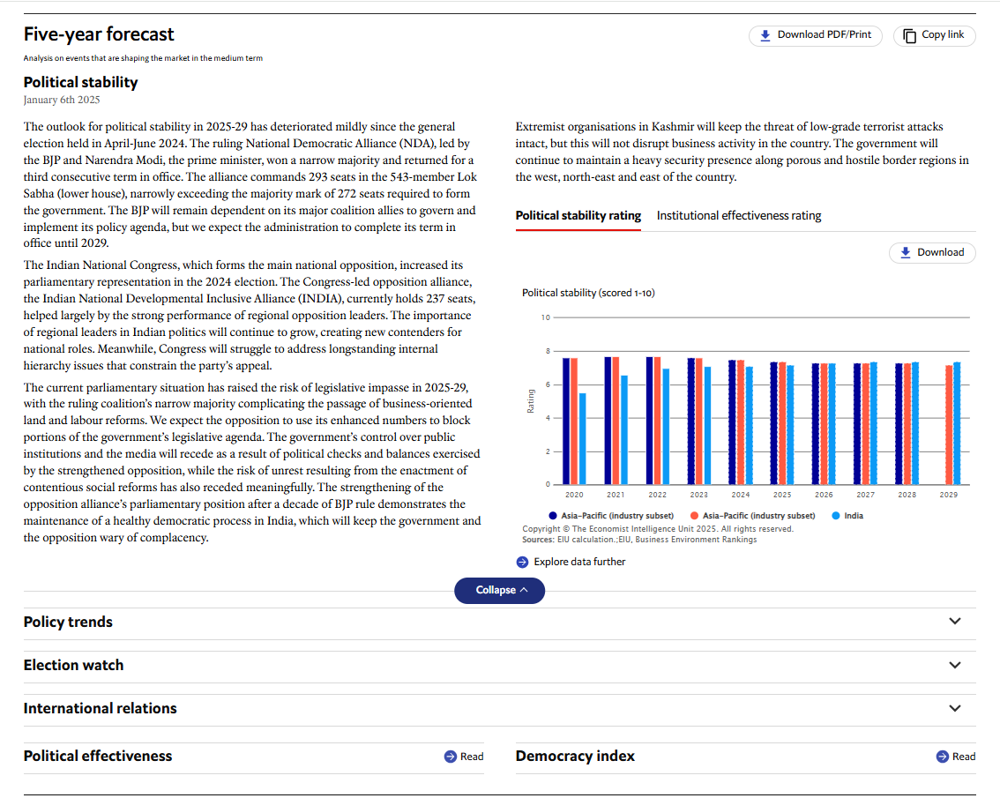 Five-year forecast
Download PDF/Print
Copy link
Analysis on events that are shaping the market in the medium term
Political stability
January 6th 2025
The outlook for political stability in 2025-29 has deteriorated mildly since the general
election held in April-June 2024. The ruling National Democratic Alliance (NDA), led by
the BJP and Narendra Modi, the prime minister, won a narrow majority and returned for a
third consecutive term in office. The alliance commands 293 seats in the 543-member Lok
Sabha (lower house), narrowly exceeding the majority mark of 272 seats required to form
the government. The BJP will remain dependent on its major coalition allies to govern and
implement its policy agenda, but we expect the administration to complete its term in
office until 2029.
The Indian National Congress, which forms the main national opposition, increased its
parliamentary representation in the 2024 election. The Congress-led opposition alliance,
the Indian National Developmental Inclusive Alliance (INDIA), currently holds 237 seats,
helped largely by the strong performance of regional opposition leaders. The importance
of regional leaders in Indian politics will continue to grow, creating new contenders for
national roles. Meanwhile, Congress will struggle to address longstanding internal
hierarchy issues that constrain the party's appeal.
The current parliamentary situation has raised the risk of legislative impasse in 2025-29,
with the ruling coalition's narrow majority complicating the passage of business-oriented
land and labour reforms. We expect the opposition to use its enhanced numbers to block
portions of the government's legislative agenda. The government's control over public
institutions and the media will recede as a result of political checks and balances exercised
by the strengthened opposition, while the risk of unrest resulting from the enactment of
contentious social reforms has also receded meaningfully. The strengthening of the
opposition alliance's parliamentary position after a decade of BJP rule demonstrates the
maintenance of a healthy democratic process in India, which will keep the government and
the opposition wary of complacency.
Extremist organisations in Kashmir will keep the threat of low-grade terrorist attacks
intact, but this will not disrupt business activity in the country. The government will
continue to maintain a heavy security presence along porous and hostile border regions in
the west, north-east and east of the country.
Political stability rating
Institutional effectiveness rating
Download
Political stability (scored 1-10)
10
8
6
4
2
0
Rating
2020 2021 2022 2023 2024 2025 2026 2027 2028 2029
Asia–Pacific (industry subset) Asia–Pacific (industry subset) India
Copyright © The Economist Intelligence Unit 2025. All rights reserved.
Sources: EIU calculation.;EIU, Business Environment Rankings
Explore data further
Collapse
Policy trends
Election watch
International relations
Political effectiveness
Read
Democracy index
Read